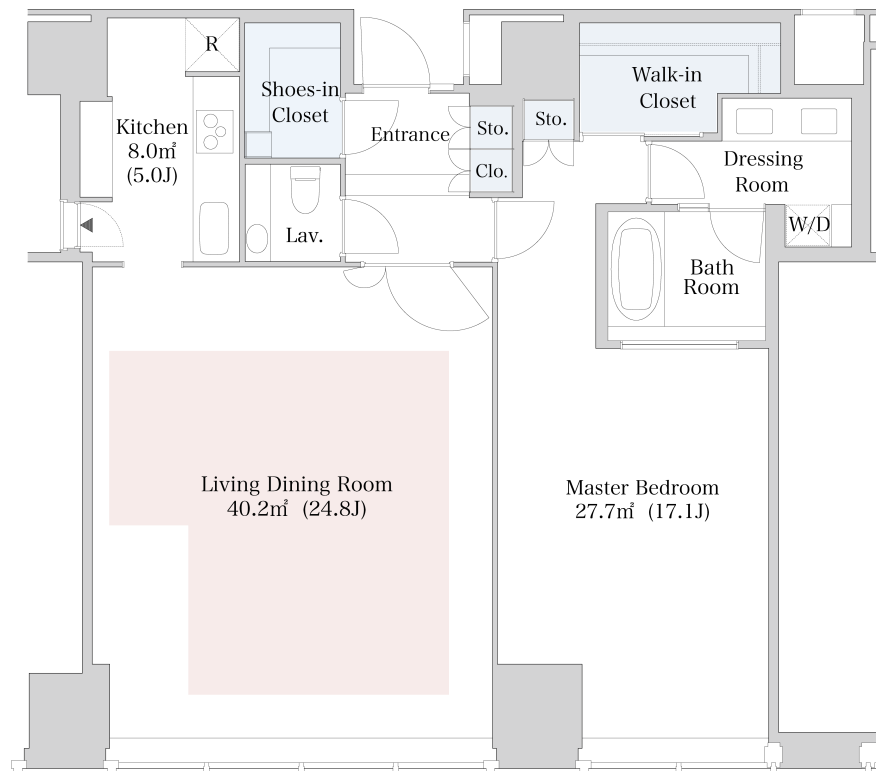 R
Shoes-in
Closet
Walk-in
Closet
Kitchen
8.0㎡
(5.0J)
Entrance
Sto.
Sto.
Clo.
Dressing
Room
Lav.
W/D
Bath
Room
Living Dining Room
40.2㎡ (24.8J)
Master Bedroom
27.7㎡ (17.1J)